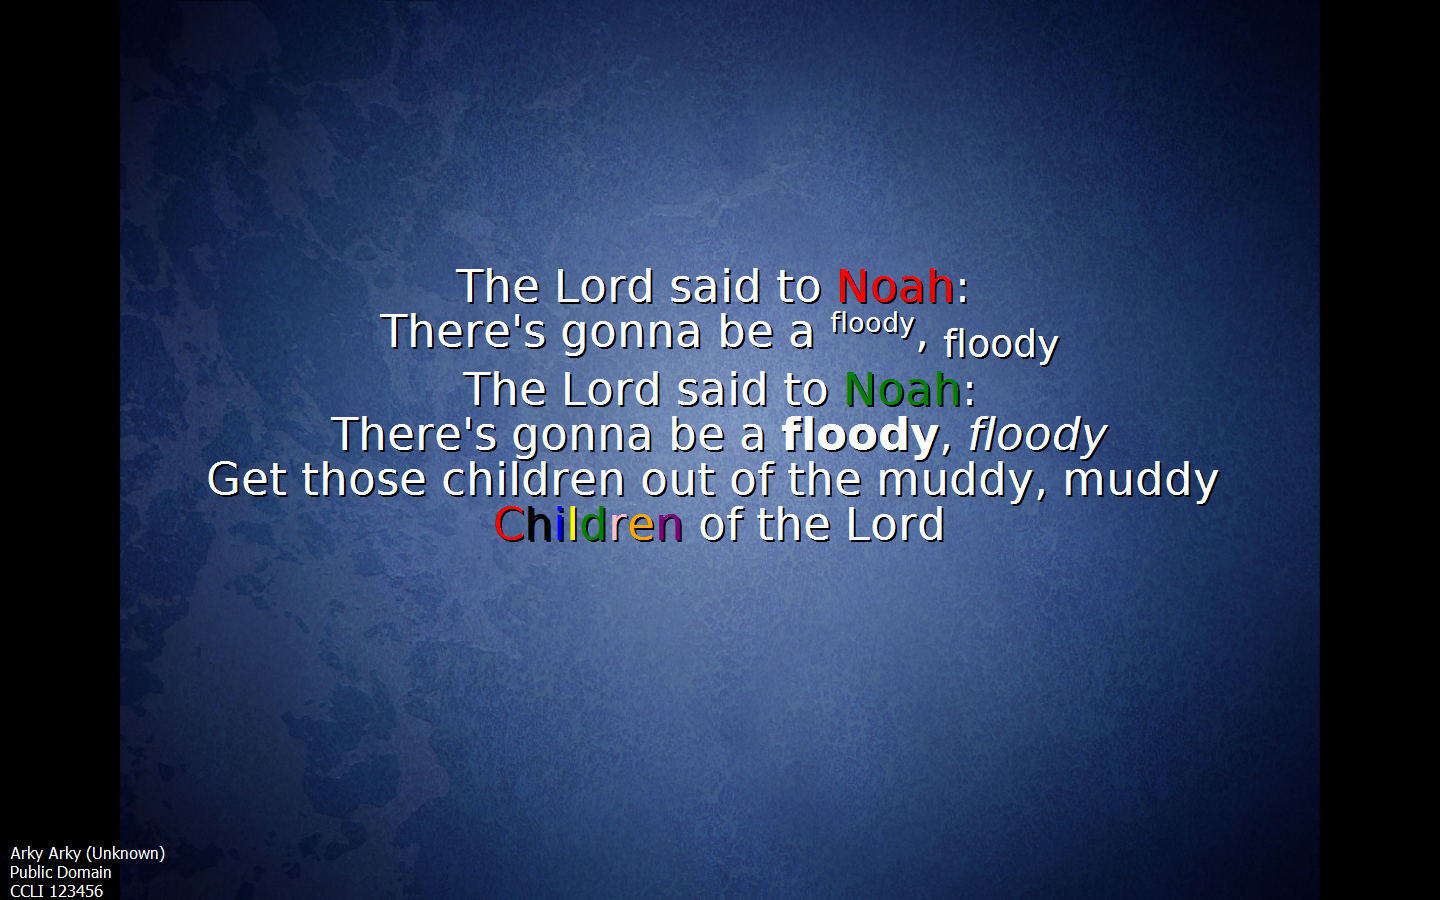 The Lord said to Noah:
There's gonna be a floody, floody
The Lord said to Noah:
There's gonna be a floody, floody
Get those children out of the muddy, muddy
Children of the Lord
Arky Arky (Unknown)
Public Domain
CCLI 123456